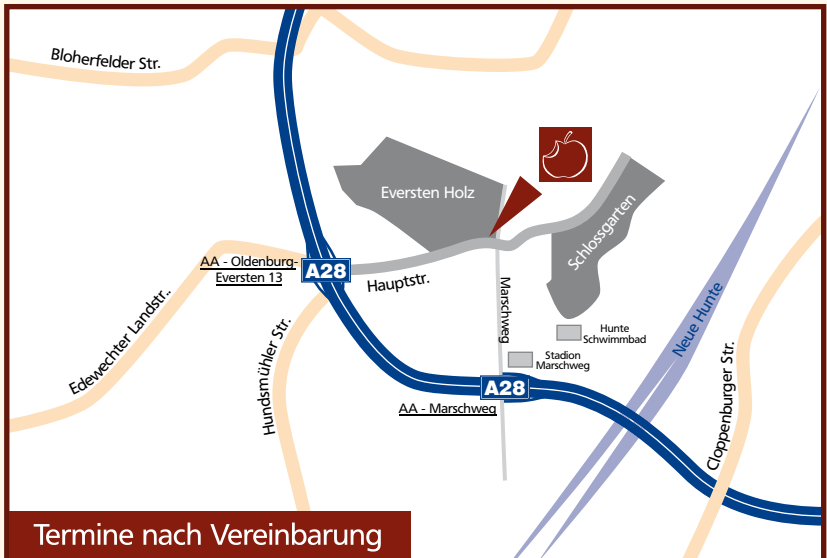 Bloherfelder Str.
Eversten Holz
Schlossgarten
AA - Oldenburg-
Eversten 13
A28
Hauptstr.
Marschweg
Neue Hunte
Edewechter Landstr..
Hundsmühler Str.
Hunte
Schwimmbad
Stadion
Marschweg
A28
AA - Marschweg
Cloppenburger Str.
Termine nach Vereinbarung